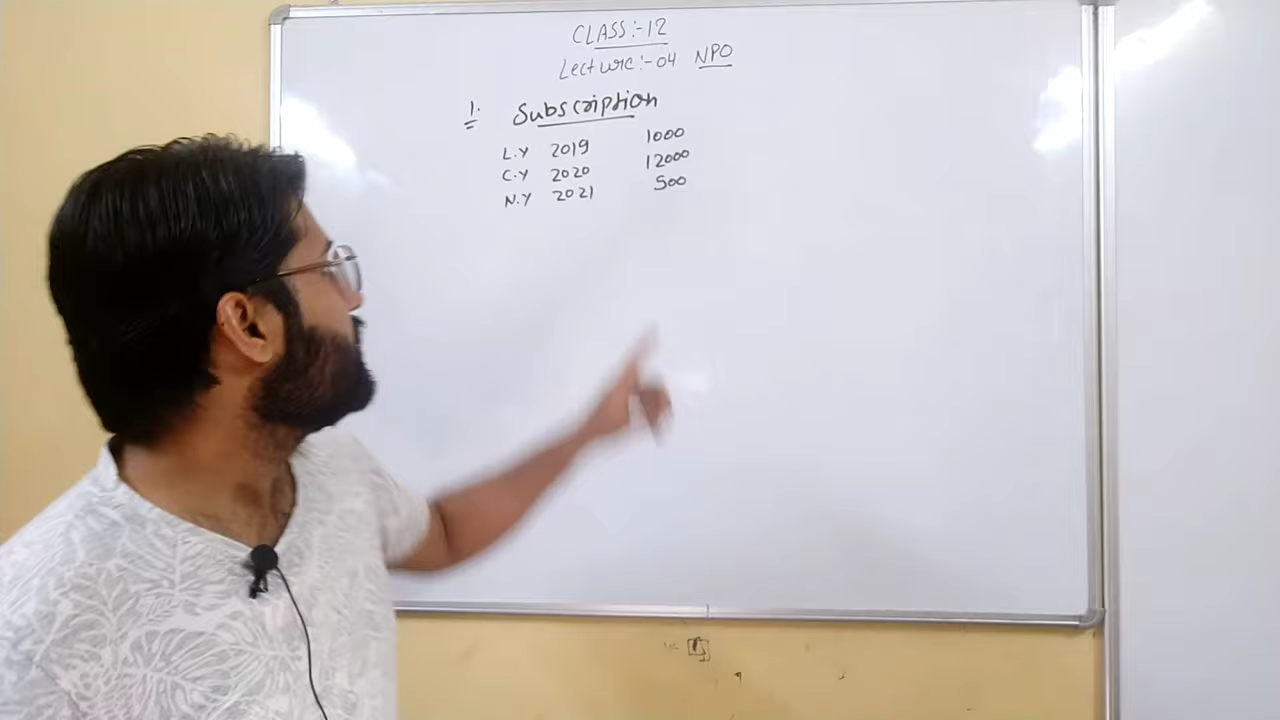 CLASS:-12
Lecture:-04 NPO
1. Subscription
L.Y 2019 1000
C.Y 2020 12000
N.Y 2021 500